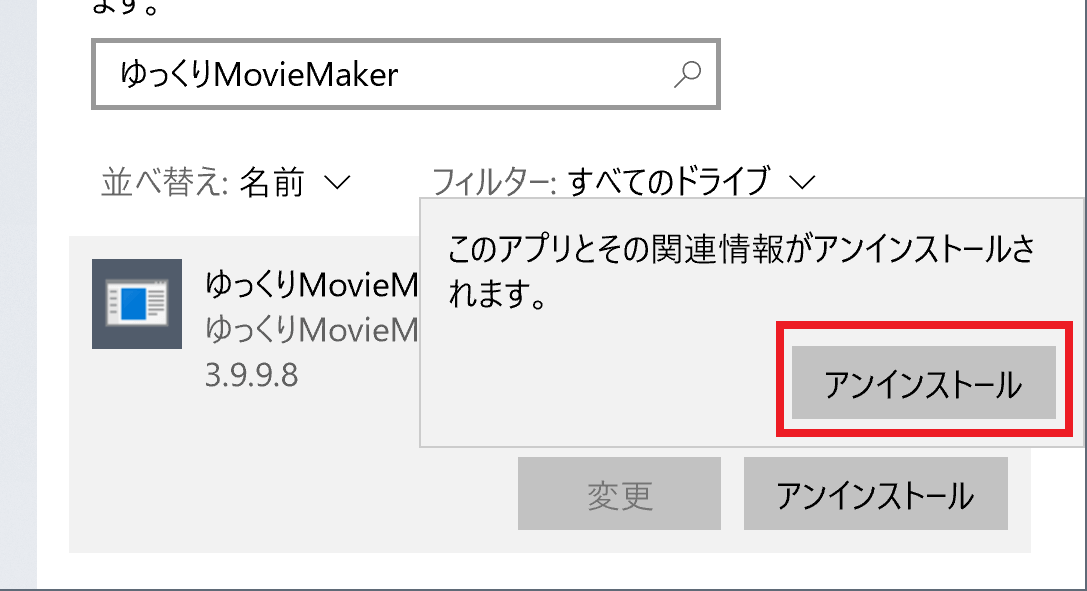 ます。
ゆっくりMovieMaker
並べ替え: 名前
フィルター: すべてのドライブ
ゆっくりMovieM
ゆっくりMovieM
3.9.9.8
このアプリとその関連情報がアンインストールさ
れます。
アンインストール
変更
アンインストール